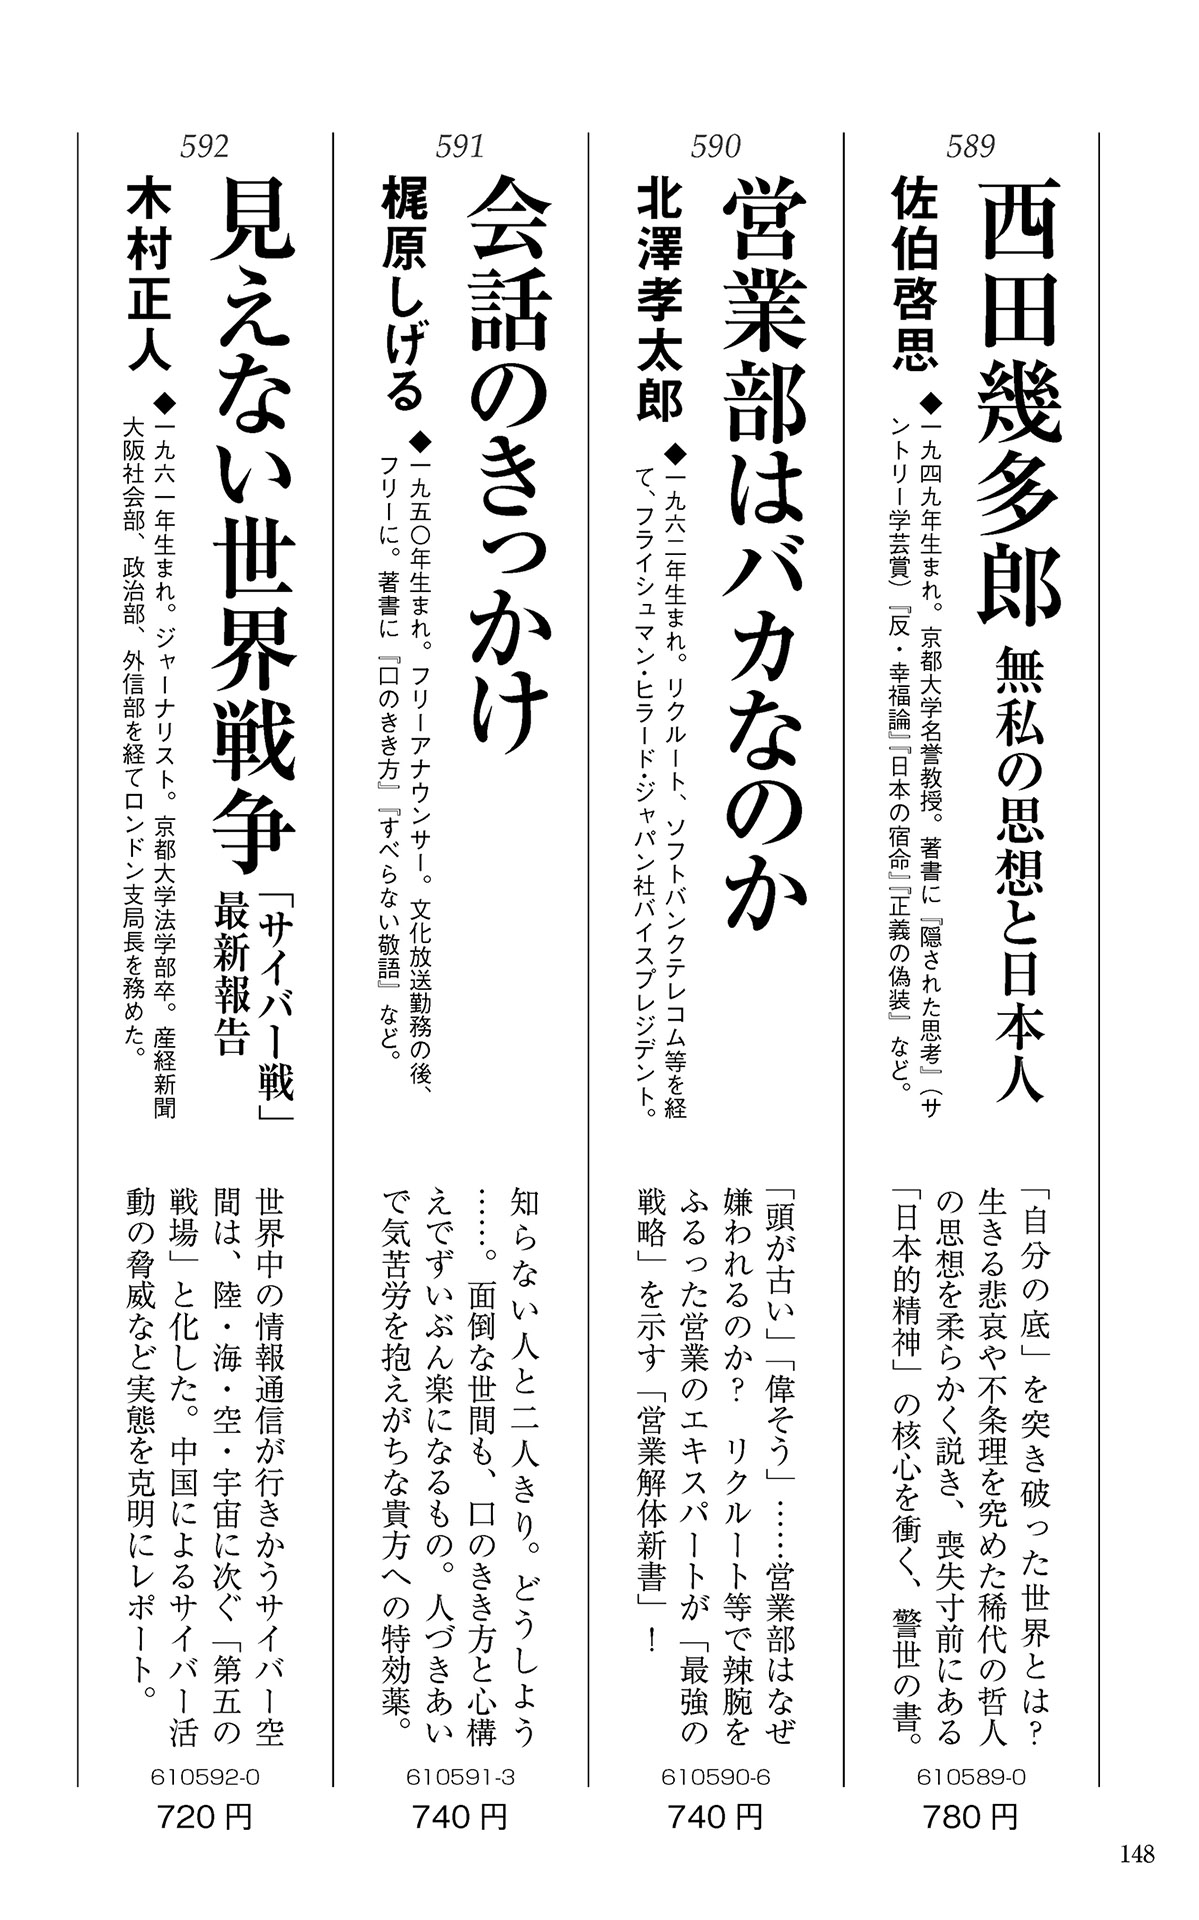 589
西田幾多郎 無私の思想と日本人
佐伯啓思
◆一九四九年生まれ。京都大学名誉教授。著書に『隠された思考』（サ
ントリー学芸賞）『反・幸福論』『日本の宿命』『正義の偽装』など。
「自分の底」を突き破った世界とは？
生きる悲哀や不条理を究めた稀代の哲人
の思想を柔らかく説き、喪失寸前にある
「日本的精神」の核心を衝く、警世の書。
610589-0
780円
590
営業部はバカなのか
北澤孝太郎
◆一九六二年生まれ。リクルート、ソフトバンクテレコム等を経
て、フライシュマン・ヒラード・ジャパン社バイスプレジデント。
「頭が古い」「偉そう」……営業部はなぜ
嫌われるのか？　リクルート等で辣腕を
ふるった営業のエキスパートが「最強の
戦略」を示す「営業解体新書」！
610590-6
740円
591
会話のきっかけ
梶原しげる
◆一九五〇年生まれ。フリーアナウンサー。文化放送勤務の後、
フリーに。著書に『口のきき方』『すべらない敬語』など。
知らない人と二人きり。どうしよう
……。面倒な世間も、口のきき方と心構
えでずいぶん楽になるもの。人づきあい
で気苦労を抱えがちな貴方への特効薬。
610591-3
740円
592
見えない世界戦争
「サイバー戦」
最新報告
木村正人
◆一九六一年生まれ。ジャーナリスト。京都大学法学部卒。産経新聞
大阪社会部、政治部、外信部を経てロンドン支局長を務めた。
世界中の情報通信が行きかうサイバー空
間は、陸・海・空・宇宙に次ぐ「第五の
戦場」と化した。中国によるサイバー活
動の脅威など実態を克明にレポート。
610592-0
720円
148